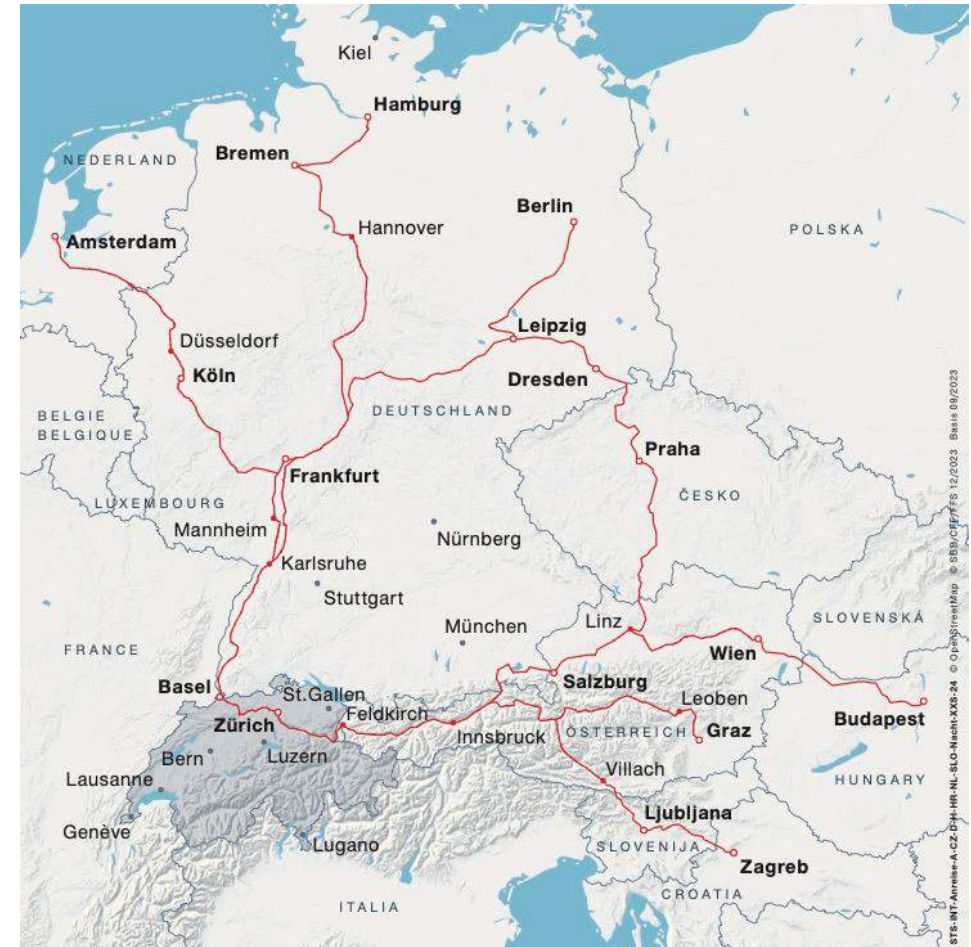 Kiel
Hamburg
NEDERLAND
Bremen
Berlin
Hannover
POLSKA
Amsterdam
Leipzig
Düsseldorf
Köln
Dresden
DEUTSCHLAND
BELGIE
BELGIQUE
Praha
Frankfurt
ČESKO
LUXEMBOURG
Mannheim
Nürnberg
Karlsruhe
Stuttgart
Linz
SLOVENSKÁ
München
FRANCE
Wien
Basel
St.Gallen
Salzburg
Zürich
Feldkirch
Leoben
Budapest
Innsbruck
ÖSTERREICH
Graz
Bern
Luzern
Villach
HUNGARY
Lausanne
Ljubljana
Genève
Lugano
SLOVENIJA
Zagreb
CROATIA
ITALIA
STS-INT-Anreise-A-CZ-D-H-HR-NL-SLO-Nacht-XXS-24 © OpenStreetMap © SBB/CFF/FFS 12/2023 Basis 09/2023